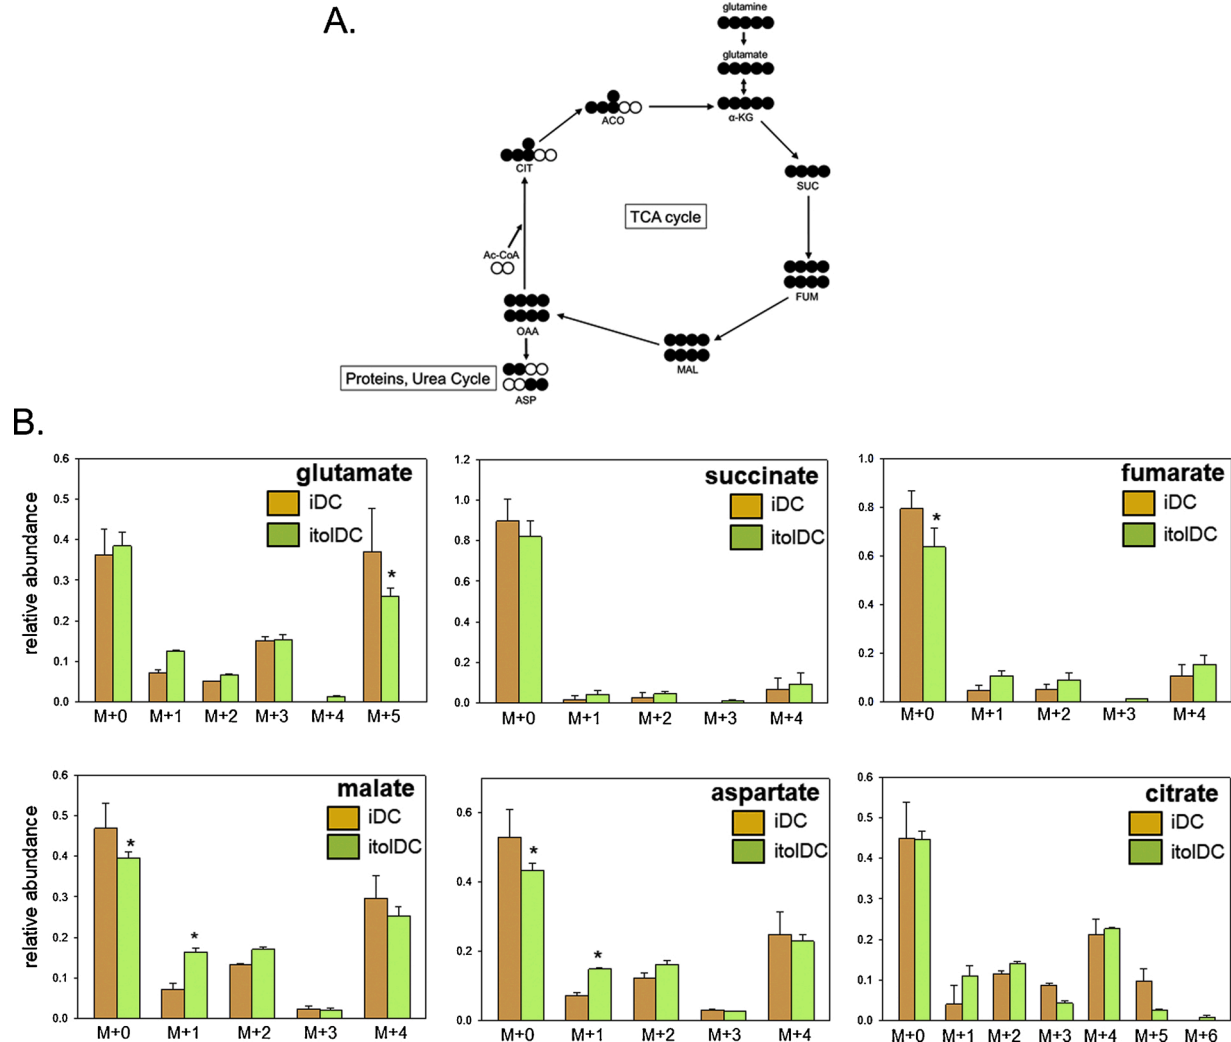 A.
glutamine
glutamate
α-KG
ACO
CIT
SUC
TCA cycle
Ac-CoA
FUM
OAA
MAL
Proteins, Urea Cycle
ASP
B.
glutamate
iDC
itolDC
relative abundance
0.6
0.5
0.4
0.3
0.2
0.1
0.0
*
M+0 M+1 M+2 M+3 M+4 M+5
succinate
iDC
itolDC
1.2
1.0
0.8
0.6
0.4
0.2
0.0
M+0 M+1 M+2 M+3 M+4
fumarate
iDC
itolDC
1.0
0.8
0.6
0.4
0.2
0.0
*
M+0 M+1 M+2 M+3 M+4
malate
iDC
itolDC
relative abundance
0.6
0.5
0.4
0.3
0.2
0.1
0.0
*
*
M+0 M+1 M+2 M+3 M+4
aspartate
iDC
itolDC
0.6
0.4
0.2
0.0
*
*
M+0 M+1 M+2 M+3 M+4
citrate
iDC
itolDC
0.6
0.5
0.4
0.3
0.2
0.1
0.0
M+0 M+1 M+2 M+3 M+4 M+5 M+6